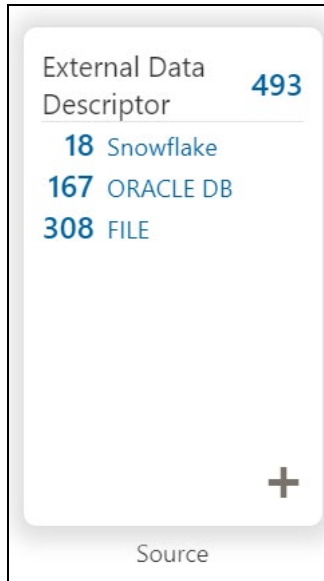 External Data
Descriptor 493
18 Snowflake
167 ORACLE DB
308 FILE
+
Source